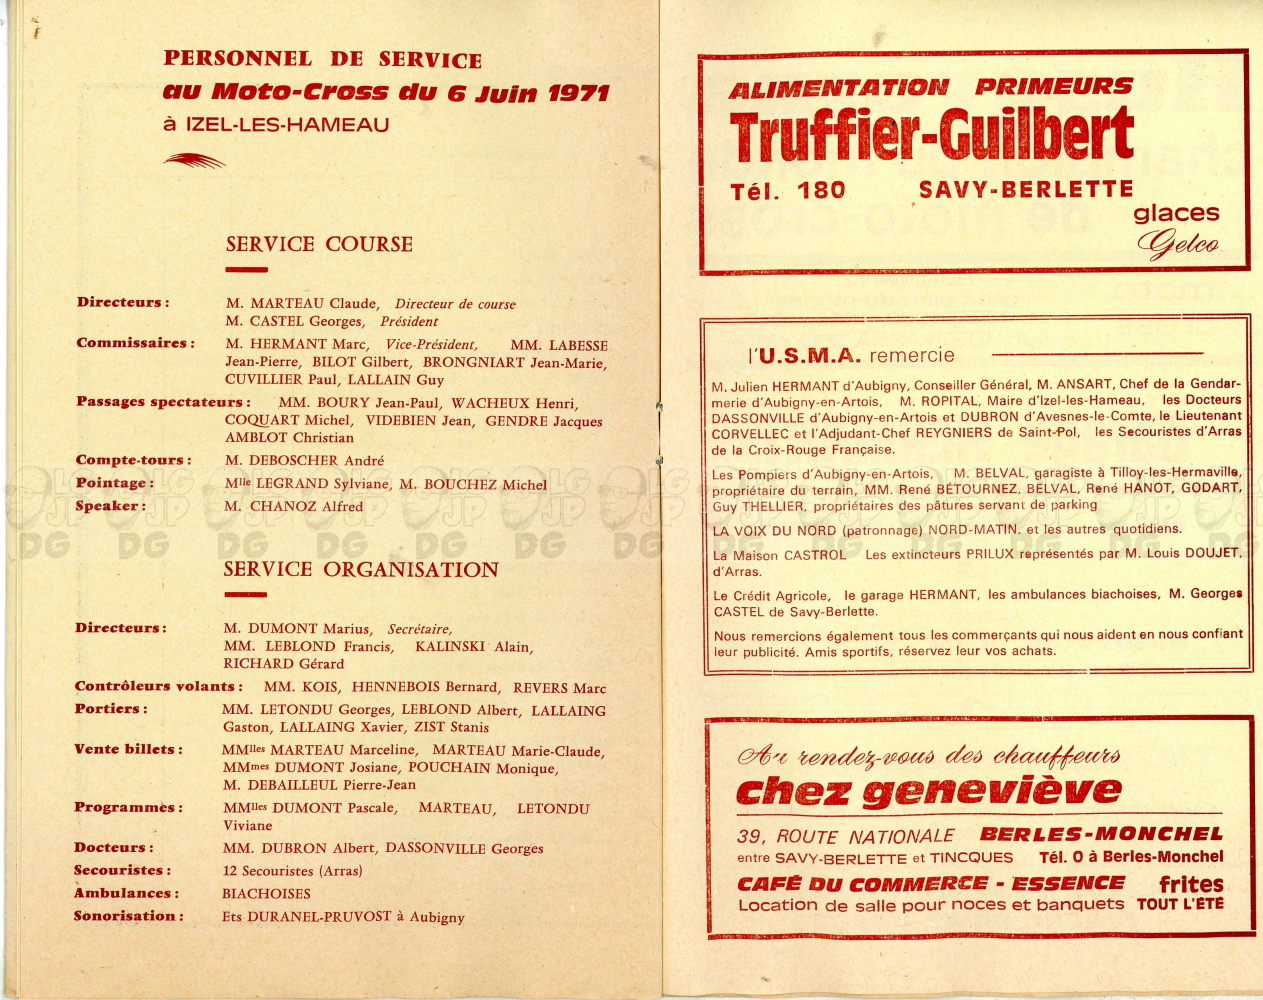 PERSONNEL DE SERVICE
au Moto-Cross du 6 Juin 1971
à IZEL-LES-HAMEAU
SERVICE COURSE
Directeurs : M. MARTEAU Claude, Directeur de course
M. CASTEL Georges, Président
Commissaires : M. HERMANT Marc, Vice-Président, MM. LABESSE
Jean-Pierre, BILOT Gilbert, BRONGNIART Jean-Marie,
CUVILLIER Paul, LALLAIN Guy
Passages spectateurs : MM. BOURY Jean-Paul, WACHEUX Henri,
COQUART Michel, VIDEBIEN Jean, GENDRE Jacques
AMBLOT Christian
Compte-tours : M. DEBOSCHER André
Pointage : Mlle LEGRAND Sylviane, M. BOUCHEZ Michel
Speaker : M. CHANOZ Alfred
SERVICE ORGANISATION
Directeurs : M. DUMONT Marius, Secrétaire,
MM. LEBLOND Francis, KALINSKI Alain,
RICHARD Gérard
Contrôleurs volants : MM. KOIS, HENNEBOIS Bernard, REVERS Marc
Portiers : MM. LETONDU Georges, LEBLOND Albert, LALLAING
Gaston, LALLAING Xavier, ZIST Stanis
Vente billets : MMlles MARTEAU Marceline, MARTEAU Marie-Claude,
MMmes DUMONT Josiane, POUCHAIN Monique,
M. DEBAILLEUL Pierre-Jean
Programmes : MMlles DUMONT Pascale, MARTEAU, LETONDU
Viviane
Docteurs : MM. DUBRON Albert, DASSONVILLE Georges
Secouristes : 12 Secouristes (Arras)
Ambulances : BIACHOISES
Sonorisation : Ets DURANEL-PRUVOST à Aubigny
ALIMENTATION PRIMEURS
Truffier-Guilbert
Tél. 180 SAVY-BERLETTE
glaces
Gelco
l'U.S.M.A. remercie
M. Julien HERMANT d'Aubigny, Conseiller Général, M. ANSART, Chef de la Gendar-
merie d'Aubigny-en-Artois, M. ROPITAL, Maire d'Izel-les-Hameau, les Docteurs
DASSONVILLE d'Aubigny-en-Artois et DUBRON d'Avesnes-le-Comte, le Lieutenant
CORVELLEC et l'Adjudant-Chef REYGNIERS de Saint-Pol, les Secouristes d'Arras
de la Croix-Rouge Française.
Les Pompiers d'Aubigny-en-Artois, M. BELVAL, garagiste à Tilloy-les-Hermaville,
propriétaire du terrain, MM. René BÉTOURNEZ, BELVAL, René HANOT, GODART,
Guy THELLIER, propriétaires des pâtures servant de parking
LA VOIX DU NORD (patronnage) NORD-MATIN. et les autres quotidiens.
La Maison CASTROL Les extincteurs PRILUX représentés par M. Louis DOUJET,
d'Arras.
Le Crédit Agricole, le garage HERMANT, les ambulances biachoises, M. Georges
CASTEL de Savy-Berlette.
Nous remercions également tous les commerçants qui nous aident en nous confiant
leur publicité. Amis sportifs, réservez leur vos achats.
Au rendez-vous des chauffeurs
chez geneviève
39, ROUTE NATIONALE BERLES-MONCHEL
entre SAVY-BERLETTE et TINCQUES Tél. 0 à Berles-Monchel
CAFÉ DU COMMERCE - ESSENCE frites
Location de salle pour noces et banquets TOUT L'ÉTÉ